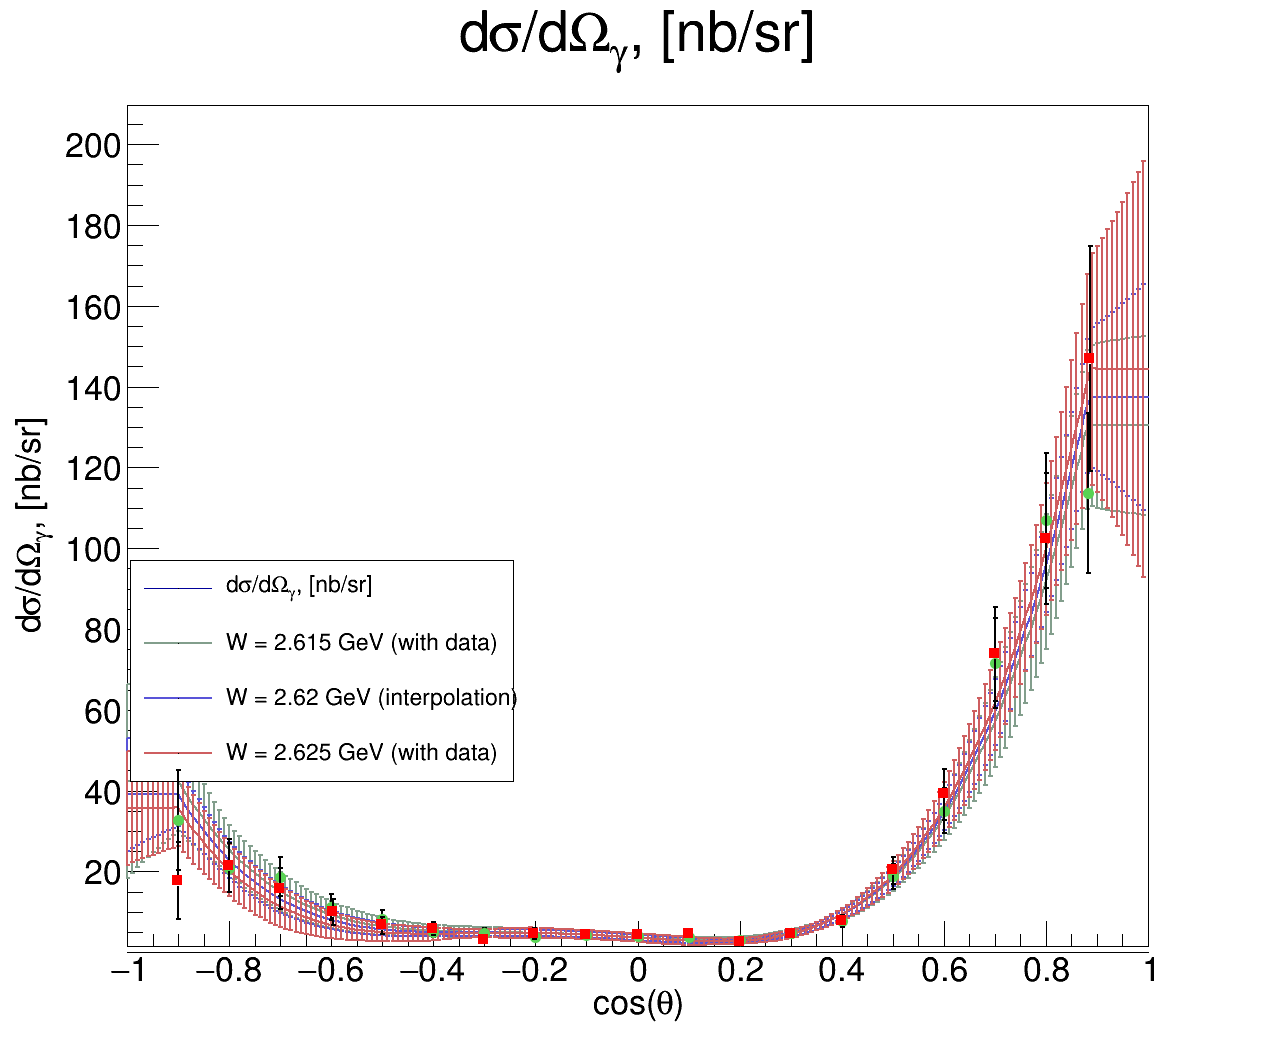 dσ/dΩγ, [nb/sr]
dσ/dΩγ, [nb/sr]
200
180
160
140
120
100
80
60
40
20
dσ/dΩγ, [nb/sr]
W = 2.615 GeV (with data)
W = 2.62 GeV (interpolation)
W = 2.625 GeV (with data)
−1 −0.8 −0.6 −0.4 −0.2 0 0.2 0.4 0.6 0.8 1
cos(θ)